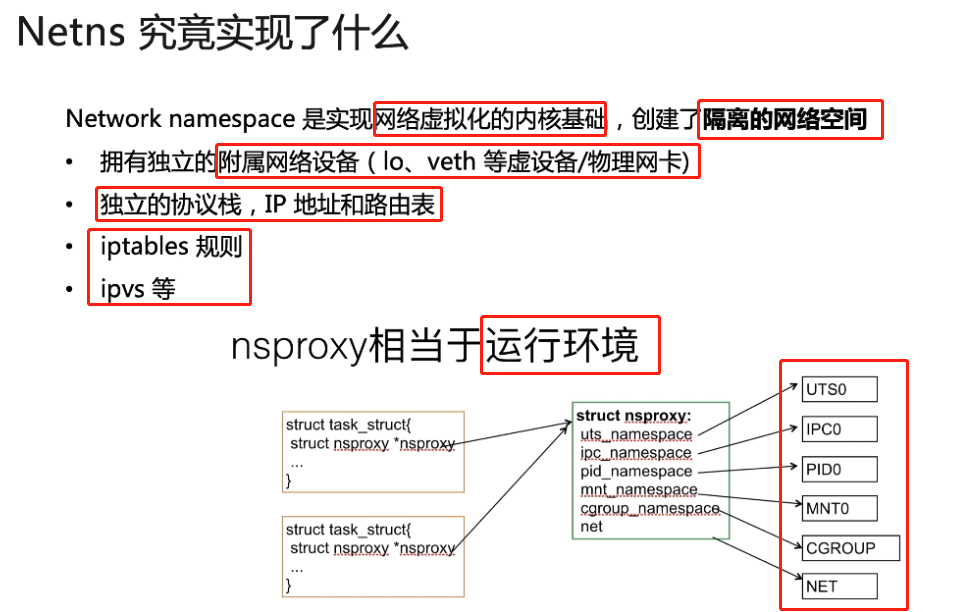 Netns 究竟实现了什么
Network namespace 是实现网络虚拟化的内核基础，创建了隔离的网络空间
• 拥有独立的附属网络设备（lo、veth 等虚设备/物理网卡)
• 独立的协议栈，IP 地址和路由表
• iptables 规则
• ipvs 等
nsproxy相当于运行环境
struct task_struct{
struct nsproxy *nsproxy
...
}
struct task_struct{
struct nsproxy *nsproxy
...
}
struct nsproxy:
uts_namespace
ipc_namespace
pid_namespace
mnt_namespace
cgroup_namespace
net
UTS0
IPC0
PID0
MNT0
CGROUP
NET